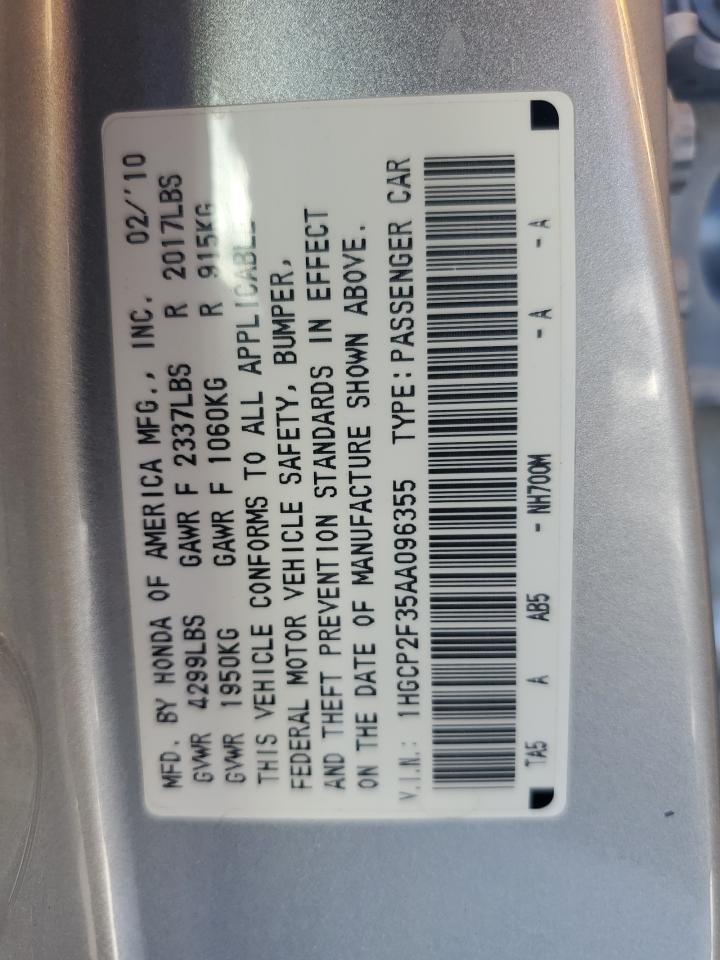 MFD. BY HONDA OF AMERICA MFG., INC. 02/'10
GVWR 4299LBS GAWR F 2337LBS R 2017LBS
GVWR 1950KG GAWR F 1060KG R 915KG
THIS VEHICLE CONFORMS TO ALL APPLICABLE
FEDERAL MOTOR VEHICLE SAFETY, BUMPER,
AND THEFT PREVENTION STANDARDS IN EFFECT
ON THE DATE OF MANUFACTURE SHOWN ABOVE.
V.I.N.: 1HGCP2F35AA096355 TYPE:PASSENGER CAR
TA5 A AB5 - NH700M - A - A